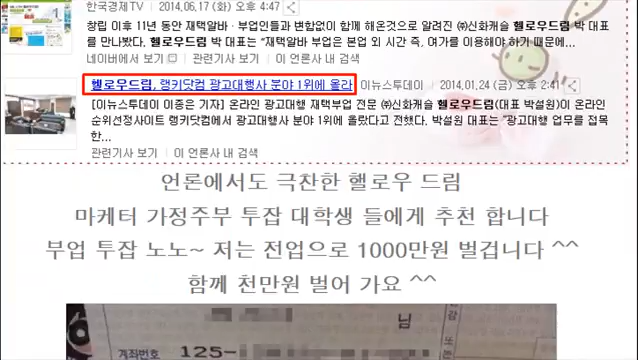 한국경제TV | 2014.06.17 (화) 오후 4:47
창립 이후 11년 동안 재택알바·부업인들과 변함없이 함께 해온것으로 알려진 ㈜신화캐슬 헬로우드림 박 대표
를 만나봤다. 헬로우드림 박 대표는 "재택알바 부업은 본업 외 시간 즉, 여가를 이용해야 하기 때문에...
네이버에서 보기 | 관련기사 보기 | 이 언론사 내 검색
헬로우드림, 랭키닷컴 광고대행사 분야 1위에 올라 이뉴스투데이 | 2014.01.24 (금) 오후 2:41
[이뉴스투데이 이종은 기자] 온라인 광고대행 재택부업 전문 ㈜신화캐슬 헬로우드림(대표 박설원)이 온라인
순위선정사이트 랭키닷컴에서 광고대행사 분야 1위에 올랐다고 전했다. 박설원 대표는 "광고대행 업무를 접목
한...
관련기사 보기 | 이 언론사 내 검색
언론에서도 극찬한 헬로우 드림
마케터 가정주부 투잡 대학생 들에게 추천 합니다
부업 투잡 노노~ 저는 전업으로 1000만원 벌겁니다 ^^
함께 천만원 벌어 가요 ^^
님
계좌번호 125-